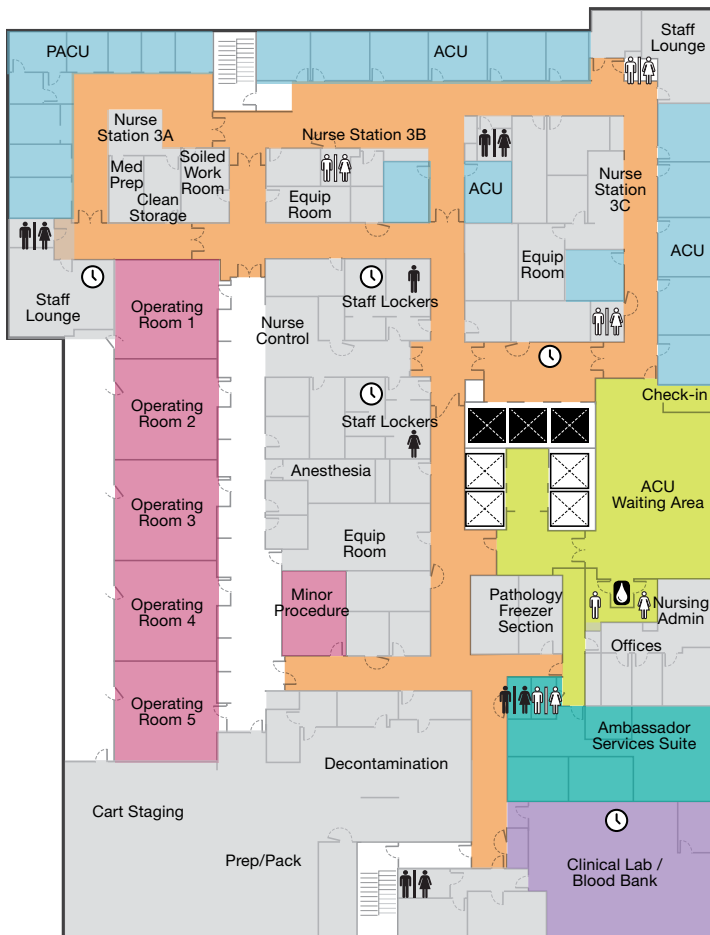 PACU
ACU
Staff
Lounge
Nurse
Station 3A
Nurse Station 3B
Med
Prep
Soiled
Work
Room
Clean
Storage
Equip
Room
ACU
Nurse
Station
3C
Equip
Room
ACU
Staff
Lounge
Operating
Room 1
Staff Lockers
Nurse
Control
Operating
Room 2
Staff Lockers
Check-in
Anesthesia
ACU
Waiting Area
Operating
Room 3
Equip
Room
Operating
Room 4
Minor
Procedure
Pathology
Freezer
Section
Nursing
Admin
Offices
Operating
Room 5
Ambassador
Services Suite
Decontamination
Cart Staging
Prep/Pack
Clinical Lab /
Blood Bank